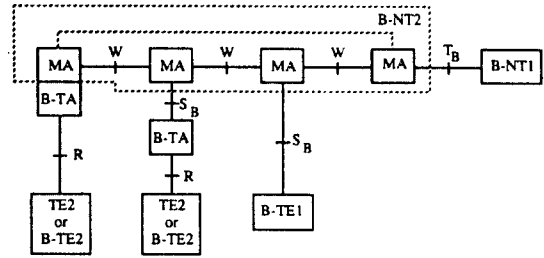 B-NT2
W W W
MA MA MA MA T_B B-NT1
B-TA S_B
B-TA S_B
R R
TE2 or B-TE2
TE2 or B-TE2
B-TE1